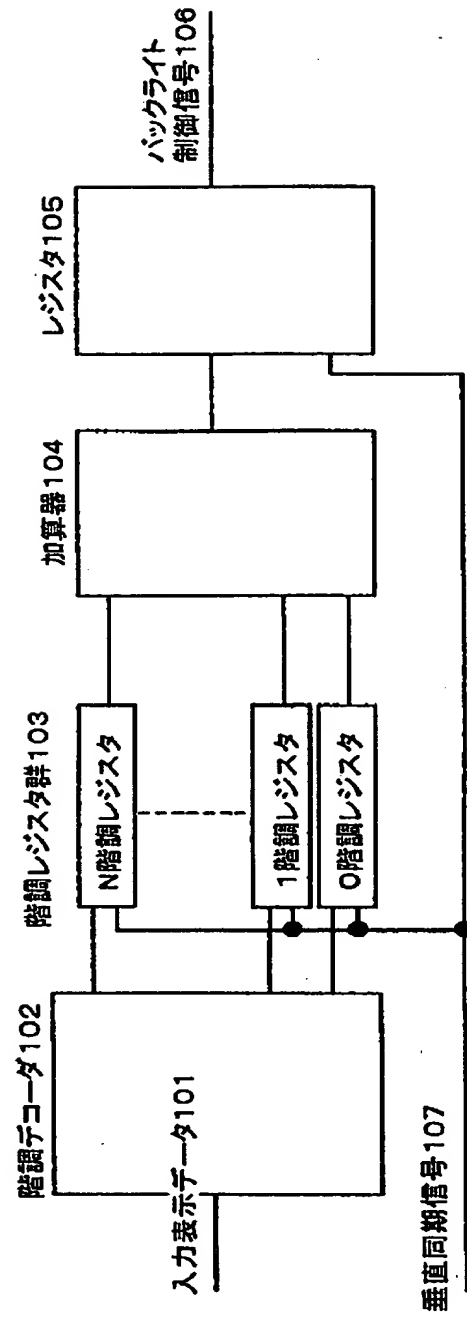 入力表示データ101
階調デコーダ102
階調レジスタ群103
N階調レジスタ
1階調レジスタ
0階調レジスタ
加算器104
レジスタ105
バックライト
制御信号106
垂直同期信号107